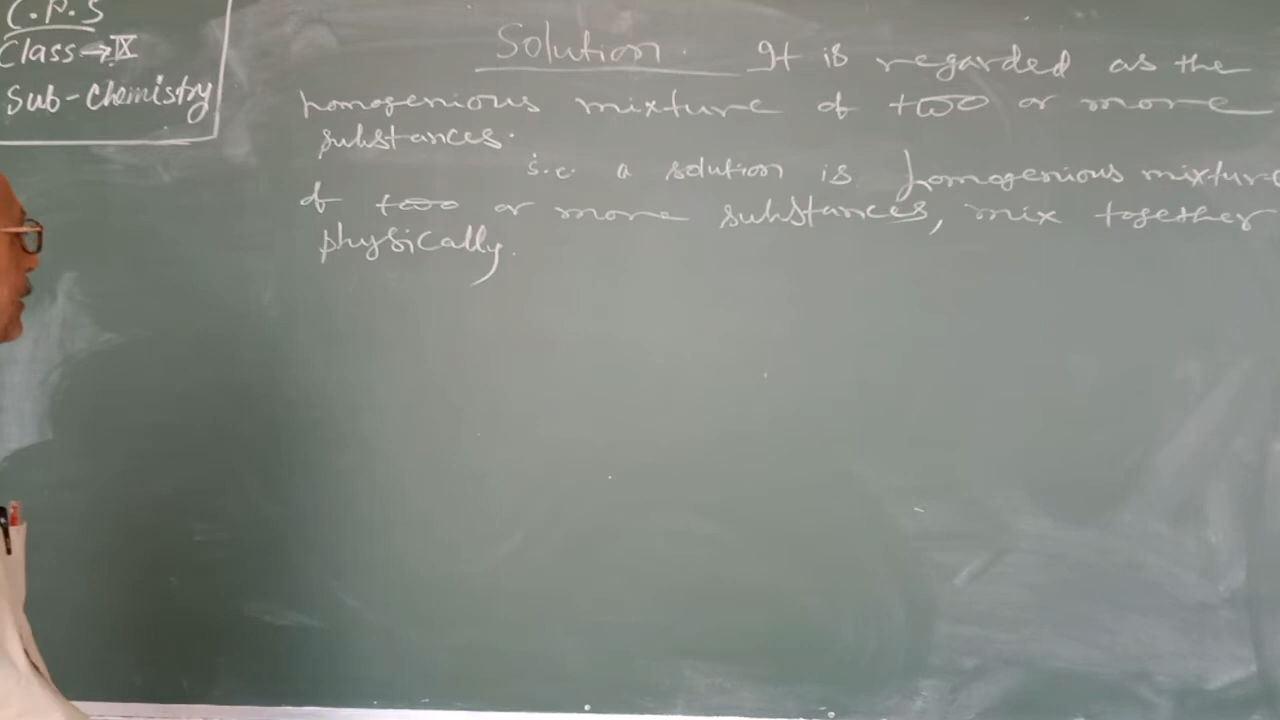 C.P.S
Class→IX
Sub-Chemistry
Solution. It is regarded as the
homogenious mixture of two or more
substances.
i.e. a solution is homogenious mixture
of two or more substances, mix together
physically.